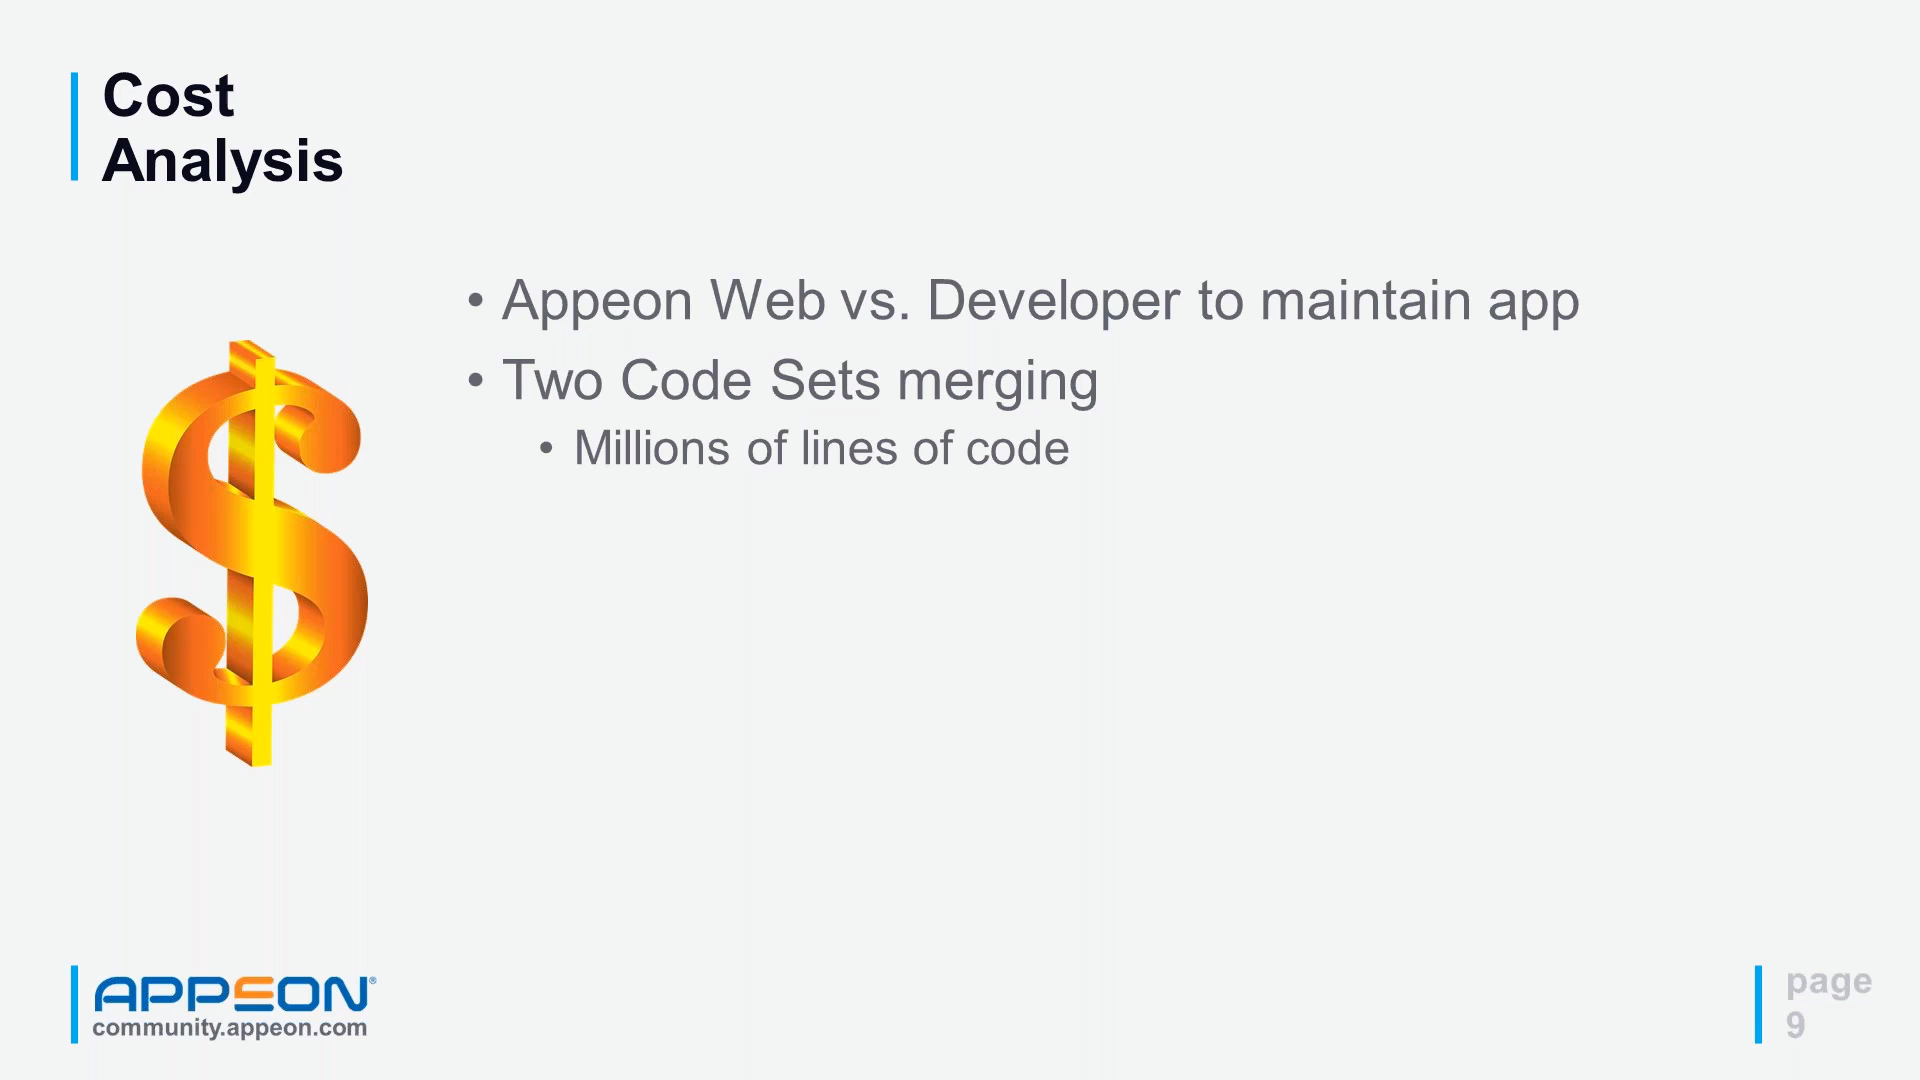 Cost
Analysis
• Appeon Web vs. Developer to maintain app
• Two Code Sets merging
• Millions of lines of code
APPEON®
community.appeon.com
page
9